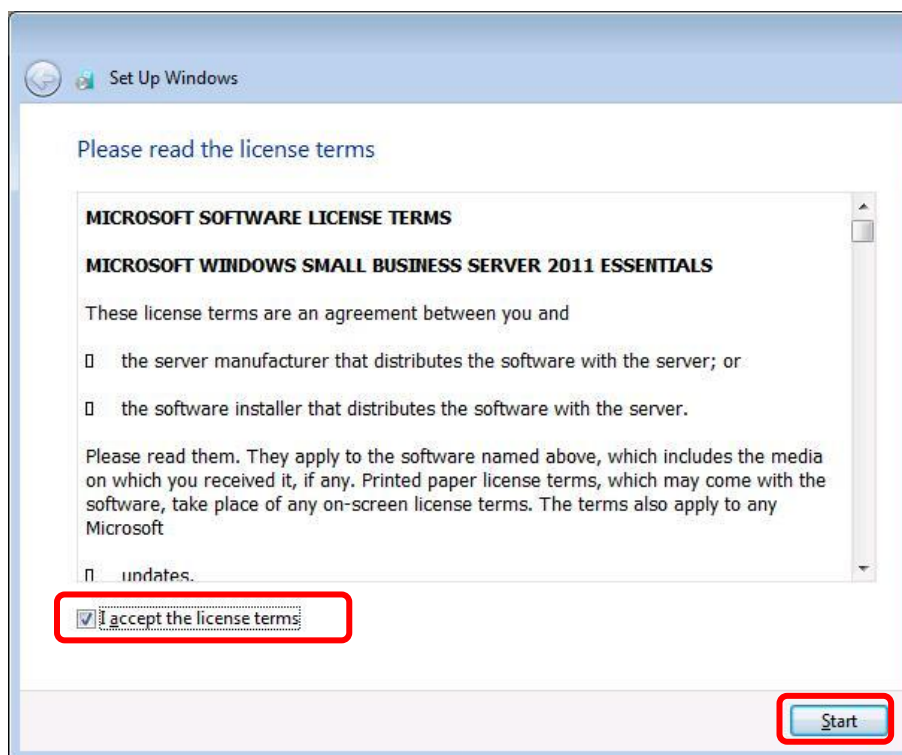 Set Up Windows
Please read the license terms
MICROSOFT SOFTWARE LICENSE TERMS
MICROSOFT WINDOWS SMALL BUSINESS SERVER 2011 ESSENTIALS
These license terms are an agreement between you and
▯ the server manufacturer that distributes the software with the server; or
▯ the software installer that distributes the software with the server.
Please read them. They apply to the software named above, which includes the media
on which you received it, if any. Printed paper license terms, which may come with the
software, take place of any on-screen license terms. The terms also apply to any
Microsoft
▯ updates,
I accept the license terms
Start